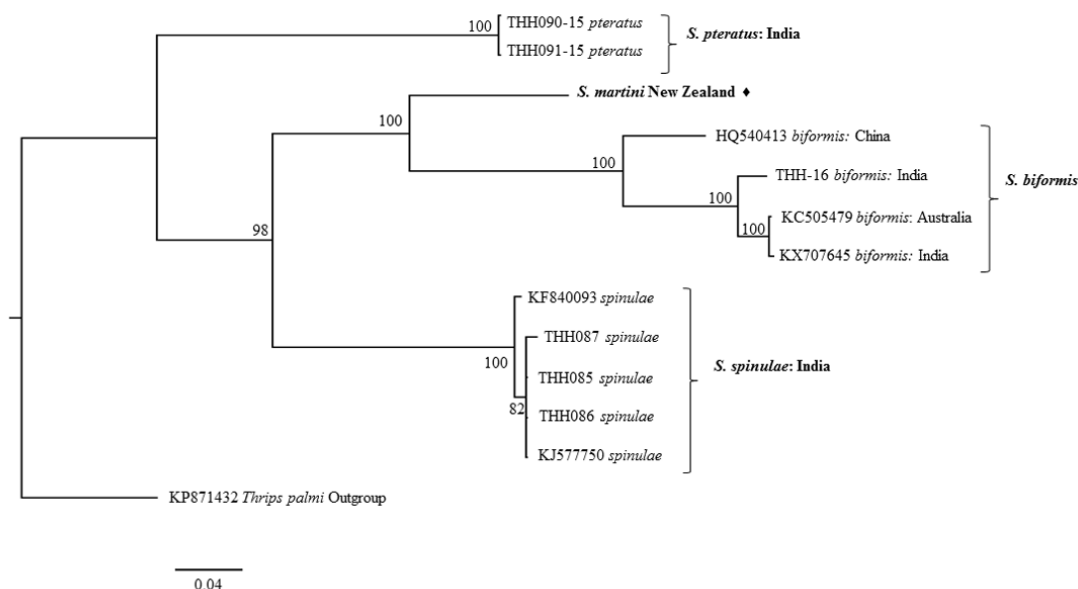 100
THH090-15 pteratus
THH091-15 pteratus
S. pteratus: India
S. martini New Zealand ♦
100
HQ540413 biformis: China
100
THH-16 biformis: India
S. biformis
100
KC505479 biformis: Australia
100
KX707645 biformis: India
98
KF840093 spinulae
THH087 spinulae
100
S. spinulae: India
THH085 spinulae
82
THH086 spinulae
KJ577750 spinulae
KP871432 Thrips palmi Outgroup
0.04